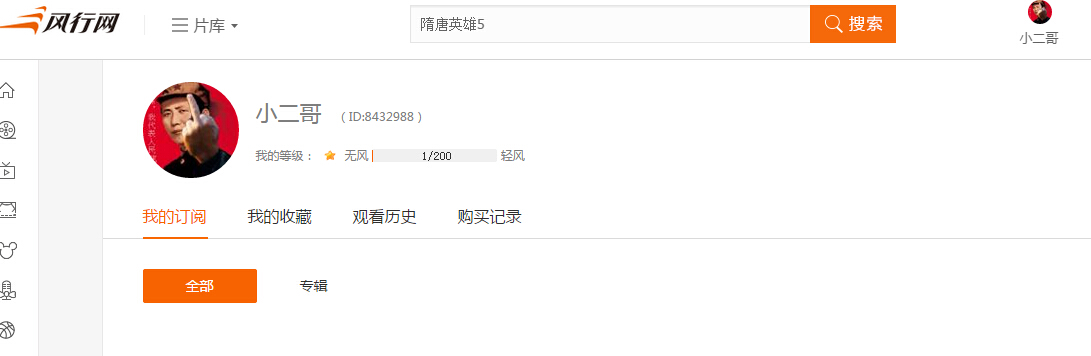 风行网
片库
隋唐英雄5
搜索
小二哥
小二哥 （ID:8432988）
我的等级： 无风 1/200 轻风
我的订阅 我的收藏 观看历史 购买记录
全部 专辑